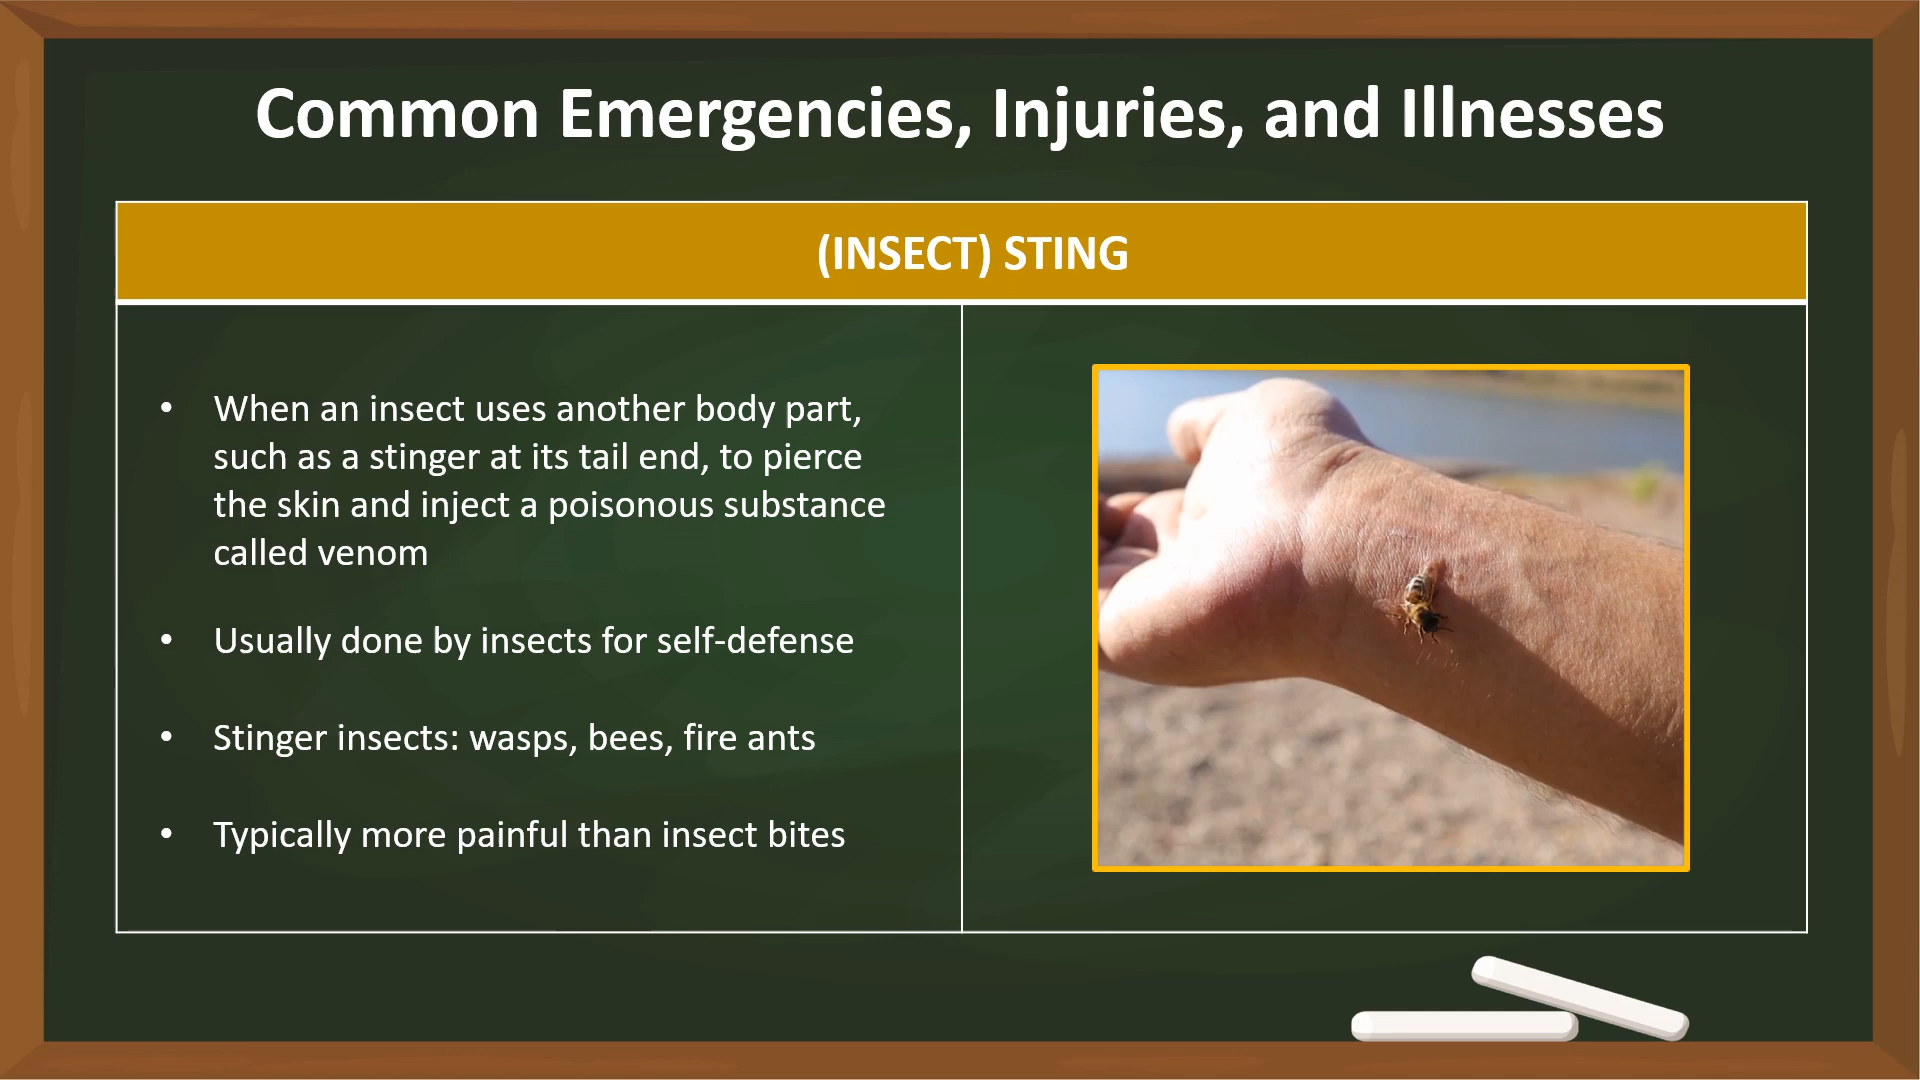 Common Emergencies, Injuries, and Illnesses
(INSECT) STING
• When an insect uses another body part,
such as a stinger at its tail end, to pierce
the skin and inject a poisonous substance
called venom
• Usually done by insects for self-defense
• Stinger insects: wasps, bees, fire ants
• Typically more painful than insect bites